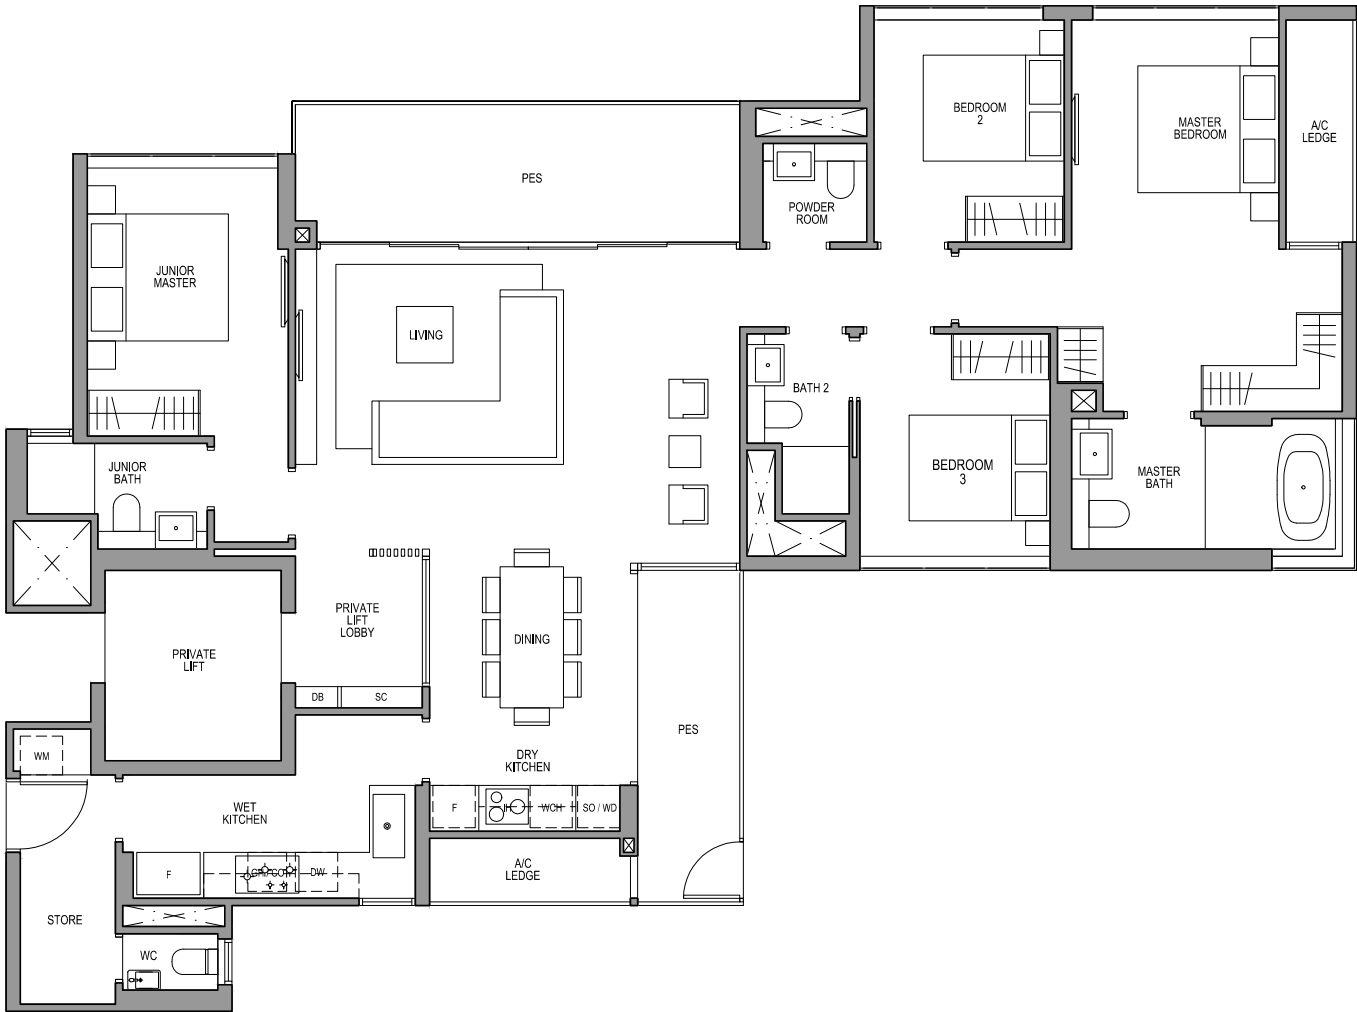 BEDROOM
2
MASTER
BEDROOM
A/C
LEDGE
PES
POWDER
ROOM
JUNIOR
MASTER
LIVING
BATH 2
JUNIOR
BATH
BEDROOM
3
MASTER
BATH
PRIVATE
LIFT
LOBBY
DINING
PRIVATE
LIFT
DB
SC
PES
WM
DRY
KITCHEN
WET
KITCHEN
F
WCH
SO / WD
F
DW
A/C
LEDGE
STORE
WC